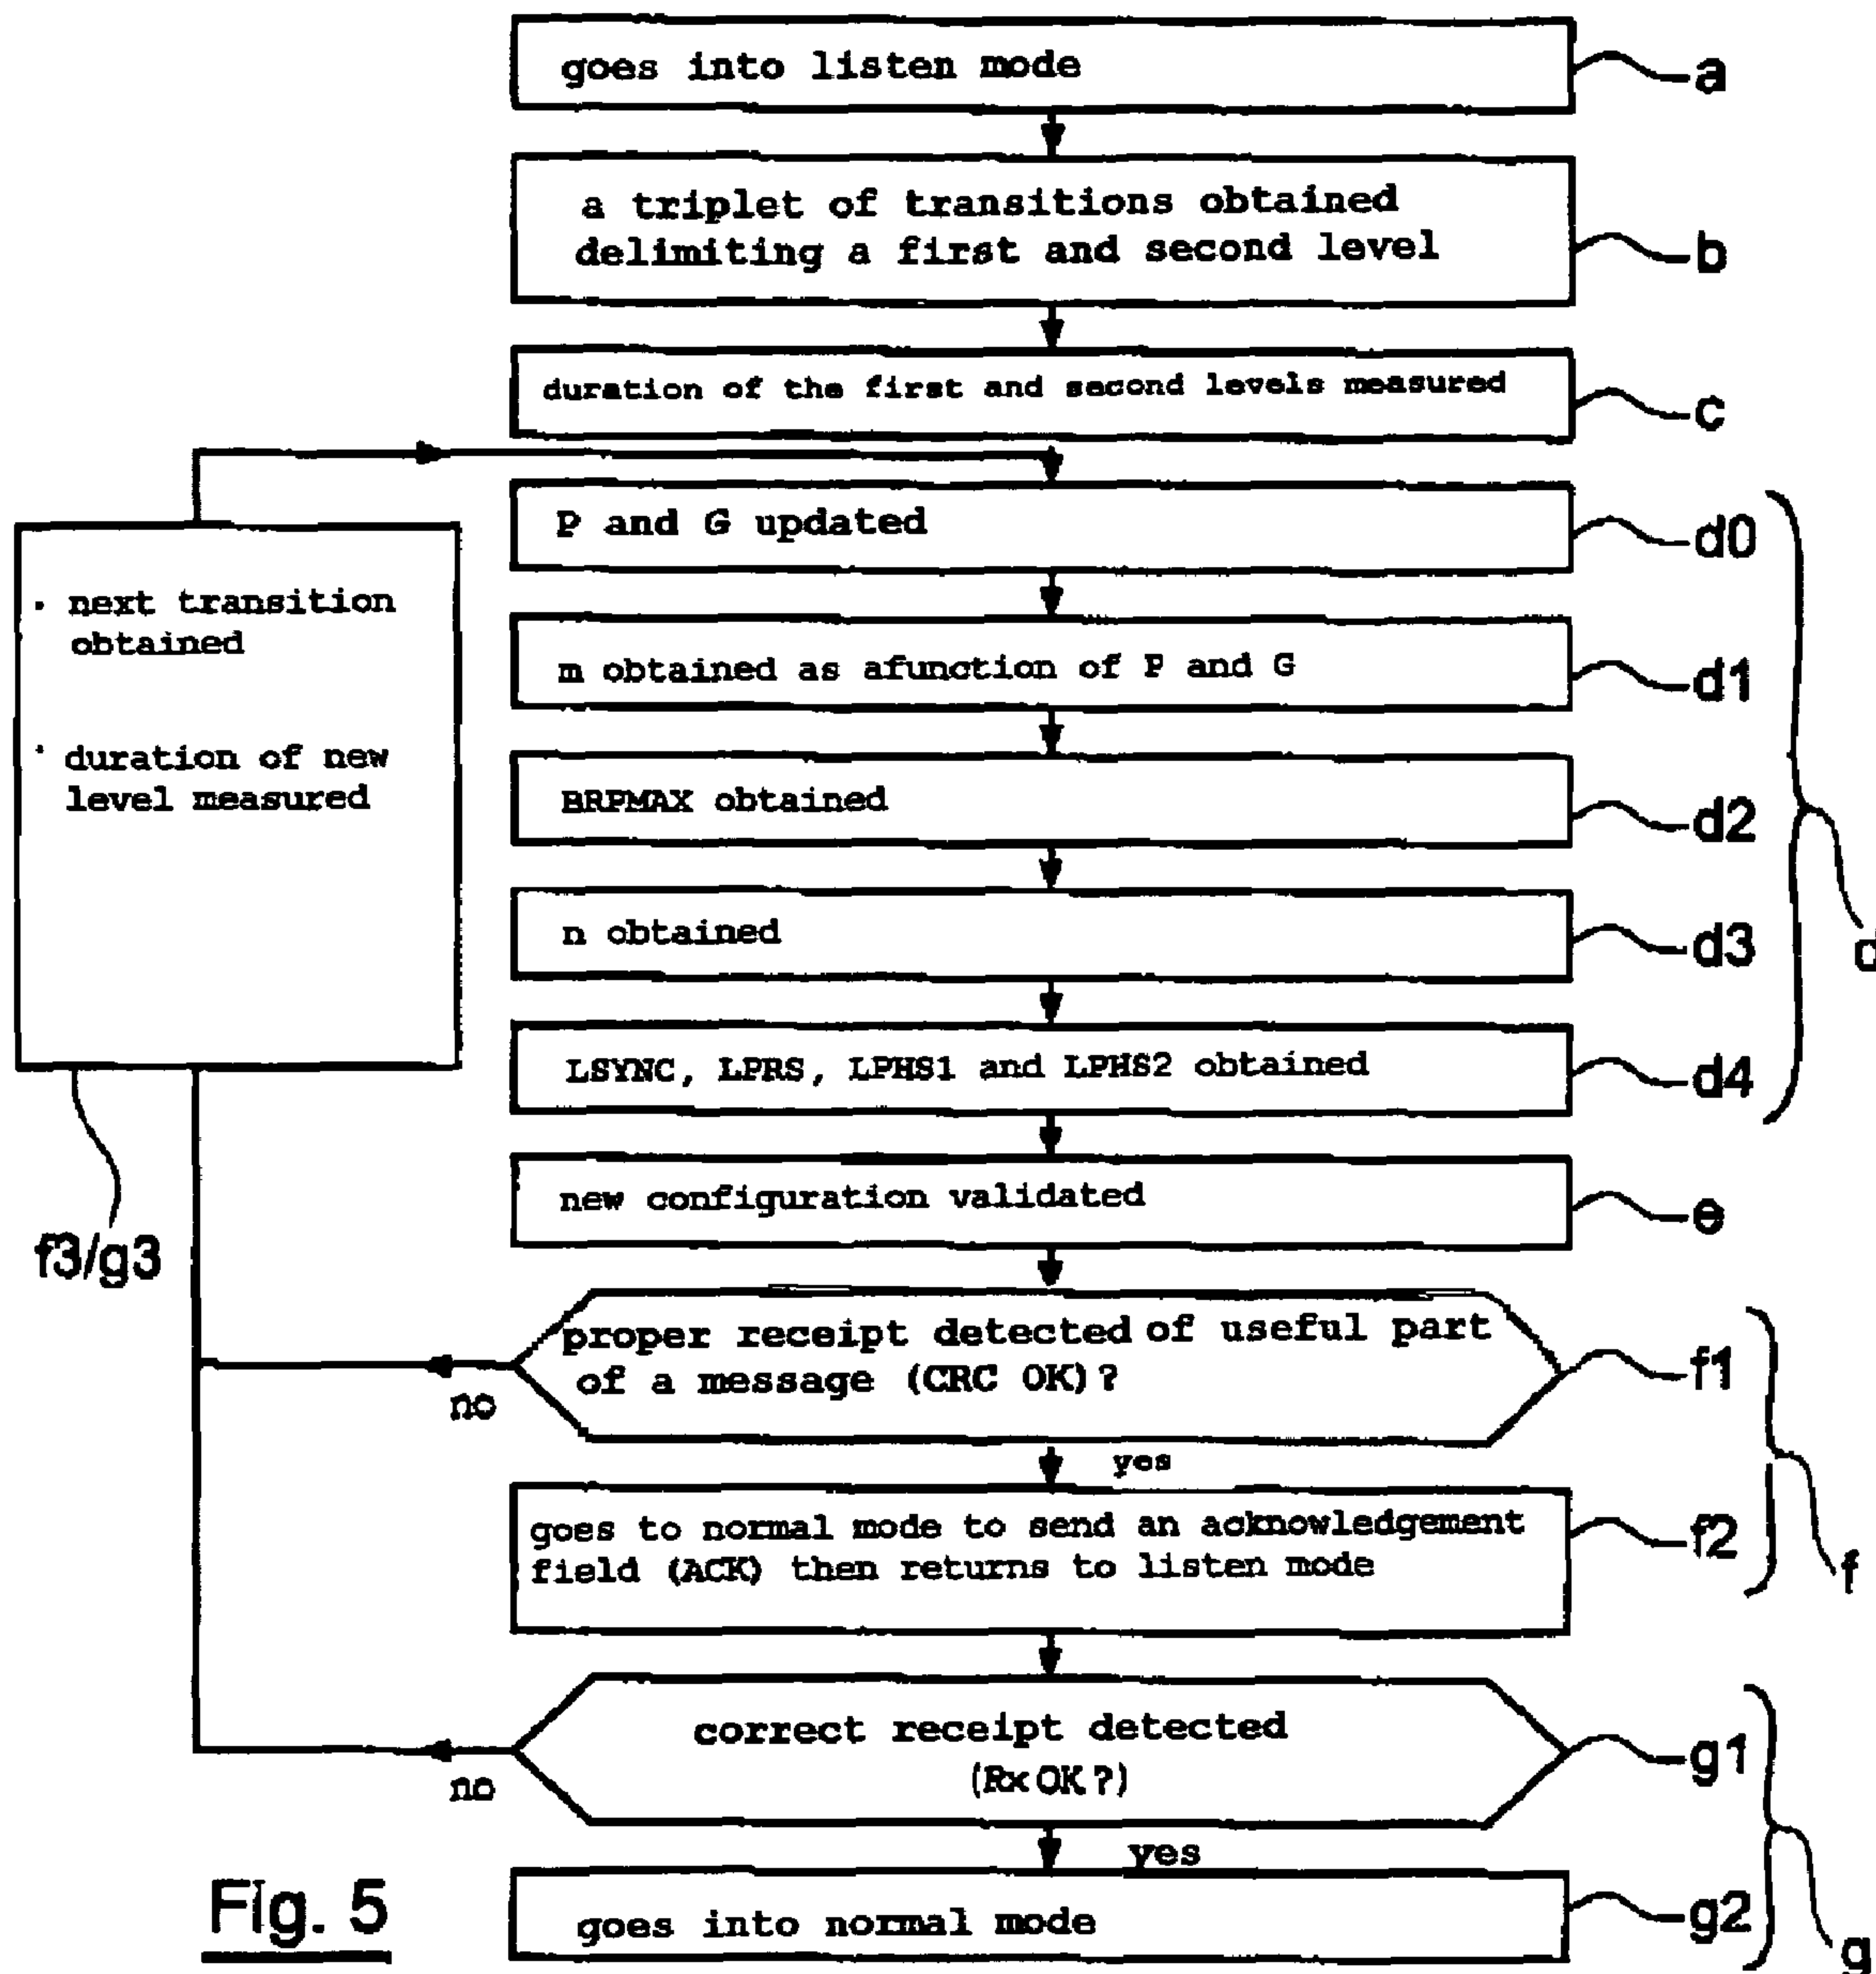 goes into listen mode
a
a triplet of transitions obtained
delimiting a first and second level
b
duration of the first and second levels measured
c
P and G updated
d0
· next transition
obtained
· duration of new
level measured
f3/g3
m obtained as afunction of P and G
d1
BRPMAX obtained
d2
n obtained
d3
d
LSYNC, LPRS, LPHS1 and LPHS2 obtained
d4
new configuration validated
e
proper receipt detected of useful part
of a message (CRC OK)?
f1
no
yes
goes to normal mode to send an acknowledgement
field (ACK) then returns to listen mode
f2
f
correct receipt detected
(Rx OK?)
g1
no
yes
goes into normal mode
g2
g
Fig. 5